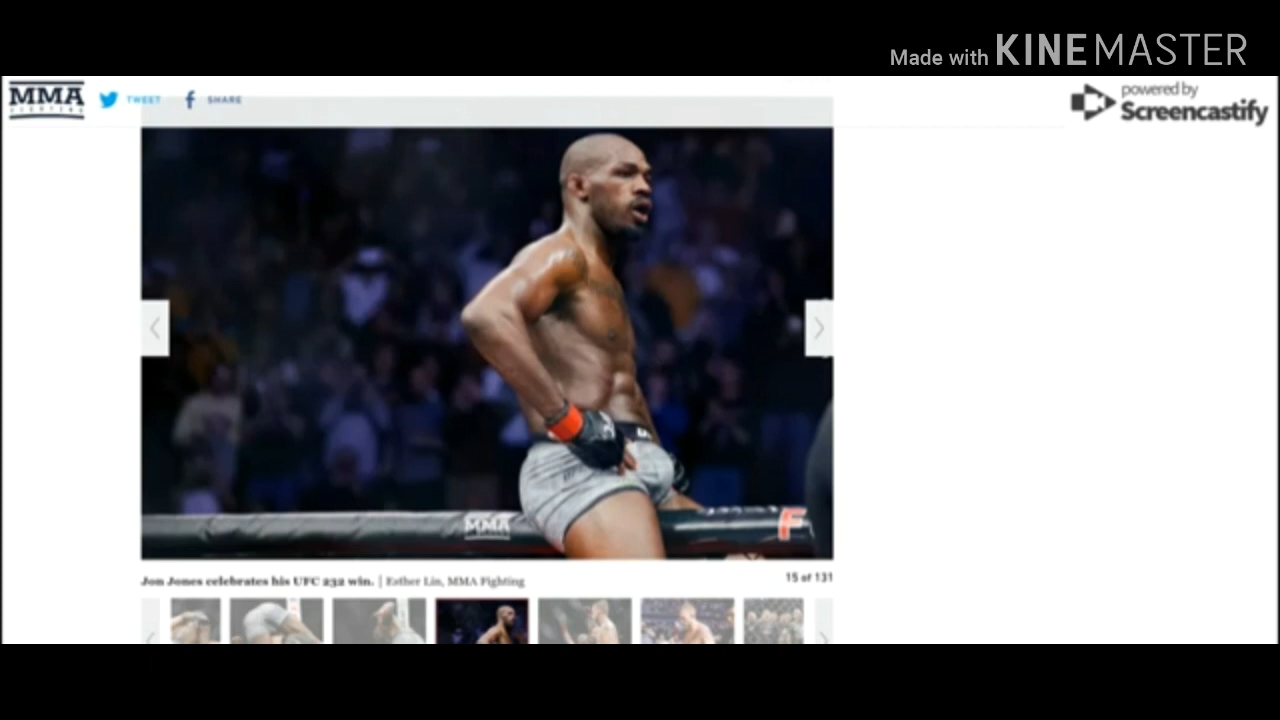 Made with KINEMASTER
MMA
FIGHTING
TWEET
SHARE
powered by
Screencastify
MMA
F
Jon Jones celebrates his UFC 232 win. | Esther Lin, MMA Fighting
15 of 131